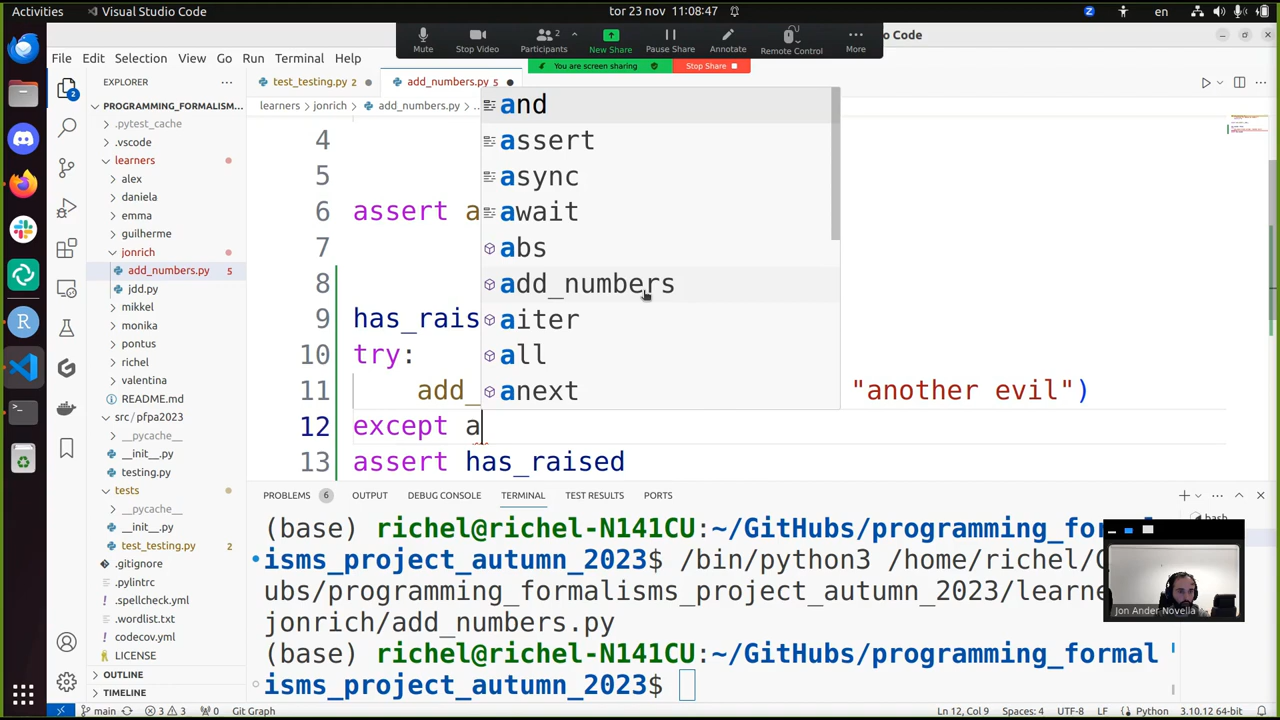 Activities
Visual Studio Code
tor 23 nov 11:08:47
en
Code
Mute
Stop Video
Participants
2
New Share
Pause Share
Annotate
Remote Control
More
You are screen sharing
Stop Share
File Edit Selection View Go Run Terminal Help
EXPLORER
test_testing.py 2
add_numbers.py 5
learners > jonrich > add_numbers.py > ...
PROGRAMMING_FORMALISM...
.pytest_cache
.vscode
learners
alex
daniela
emma
guilherme
jonrich
add_numbers.py 5
jdd.py
mikkel
monika
pontus
richel
valentina
README.md
src/pfpa2023
__pycache__
__init__.py
testing.py
tests
__pycache__
__init__.py
test_testing.py 2
.gitignore
.pylintrc
.spellcheck.yml
.wordlist.txt
codecov.yml
LICENSE
OUTLINE
TIMELINE
2
4
5
6 assert a
7
8
9 has_rais
10 try:
11 add_ "another evil")
12 except a
13 assert has_raised
and
assert
async
await
abs
add_numbers
aiter
all
anext
PROBLEMS 6 OUTPUT DEBUG CONSOLE TERMINAL TEST RESULTS PORTS
bash
(base) richel@richel-N141CU:~/GitHubs/programming_formal
isms_project_autumn_2023$ /bin/python3 /home/richel/G
ubs/programming_formalisms_project_autumn_2023/learne
jonrich/add_numbers.py
(base) richel@richel-N141CU:~/GitHubs/programming_formal
isms_project_autumn_2023$
Jon Ander Novella
main 3 3 0 Git Graph
Ln 12, Col 9 Spaces: 4 UTF-8 LF Python 3.10.12 64-bit